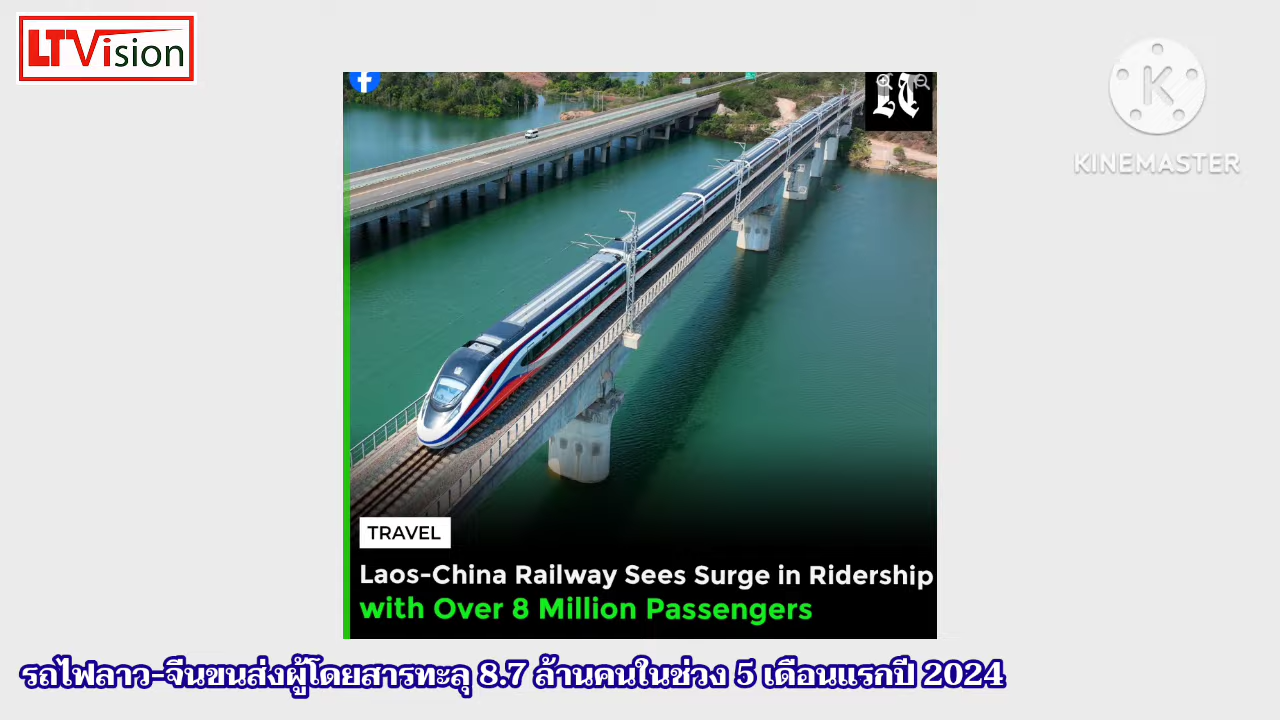 LTVision
KINEMASTER
LT
TRAVEL
Laos-China Railway Sees Surge in Ridership
with Over 8 Million Passengers
รถไฟลาว-จีนขนส่งผู้โดยสารทะลุ 8.7 ล้านคนในช่วง 5 เดือนแรกปี 2024